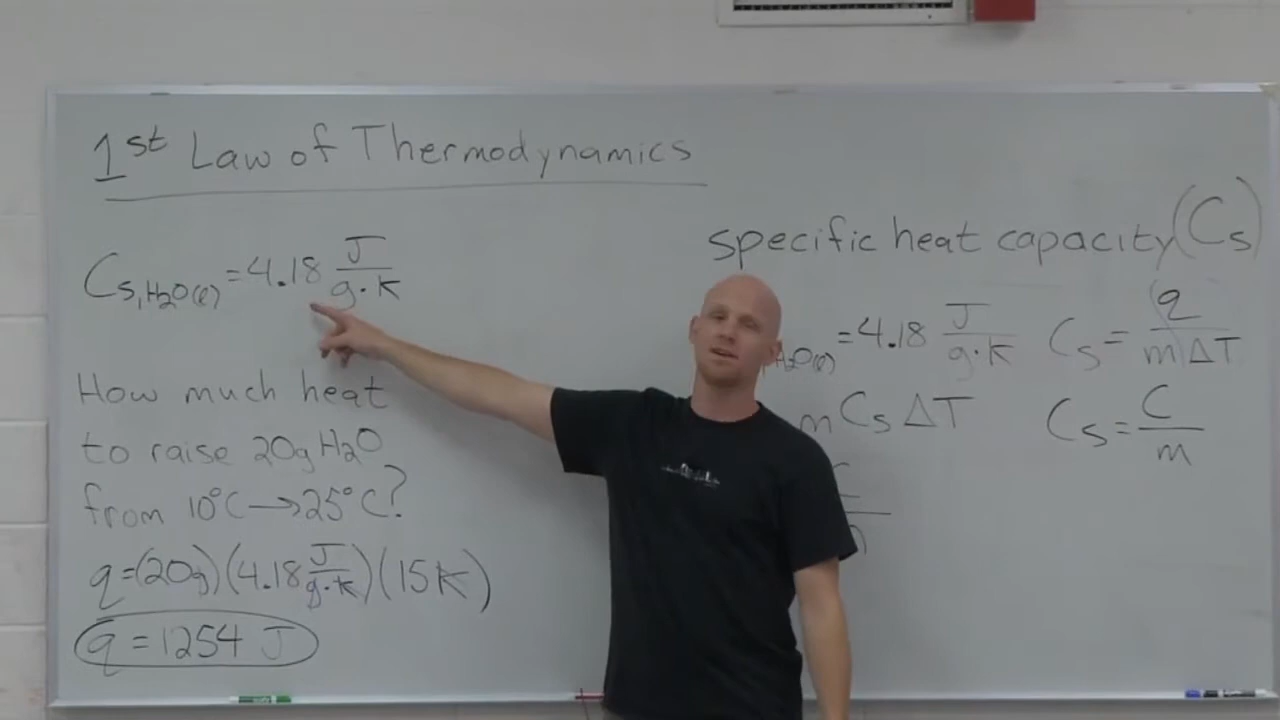 1st Law of Thermodynamics
Cs,H2O(l) = 4.18 J/g·K
How much heat
to raise 20g H2O
from 10°C → 25°C?
q = (20g)(4.18 J/g·K)(15K)
q = 1254 J
specific heat capacity (Cs)
H2O(l) = 4.18 J/g·K
Cs = q/mΔT
mCsΔT
Cs = C/m